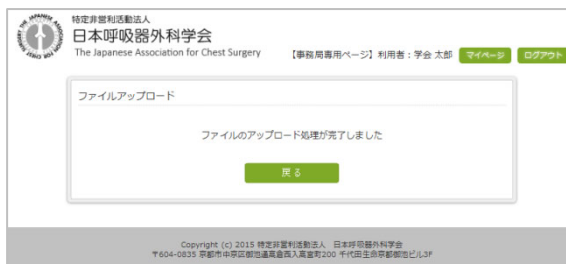 特定非営利活動法人
日本呼吸器外科学会
The Japanese Association for Chest Surgery
【事務局専用ページ】利用者：学会 太郎
マイページ
ログアウト
ファイルアップロード
ファイルのアップロード処理が完了しました
戻る
Copyright (c) 2015 特定非営利活動法人 日本呼吸器外科学会
〒604-0835 京都市中京区御池通高倉西入高宮町200 千代田生命京都御池ビル3F